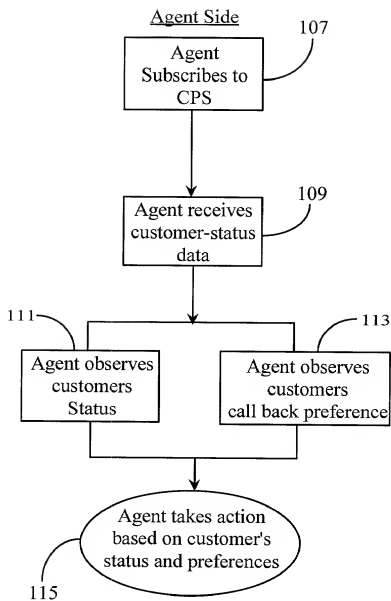 Agent Side
107
Agent
Subscribes to
CPS
109
Agent receives
customer-status
data
111
113
Agent observes
customers
Status
Agent observes
customers
call back preference
Agent takes action
based on customer's
status and preferences
115